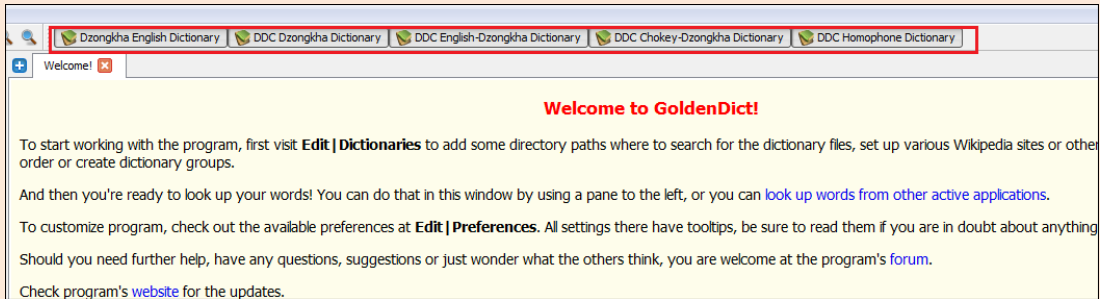 Dzongkha English Dictionary DDC Dzongkha Dictionary DDC English-Dzongkha Dictionary DDC Chokey-Dzongkha Dictionary DDC Homophone Dictionary
Welcome!
Welcome to GoldenDict!
To start working with the program, first visit Edit|Dictionaries to add some directory paths where to search for the dictionary files, set up various Wikipedia sites or other
order or create dictionary groups.
And then you're ready to look up your words! You can do that in this window by using a pane to the left, or you can look up words from other active applications.
To customize program, check out the available preferences at Edit|Preferences. All settings there have tooltips, be sure to read them if you are in doubt about anything
Should you need further help, have any questions, suggestions or just wonder what the others think, you are welcome at the program's forum.
Check program's website for the updates.